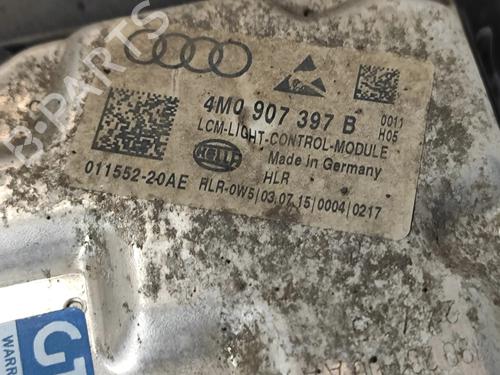 B-PARTS
4M0 907 397 B
0011
H05
LCM-LIGHT-CONTROL-MODULE
Made in Germany
HELLA
HLR
011552-20AE
HLR-0W5|03.07.15|0004|0217
GT
WARR